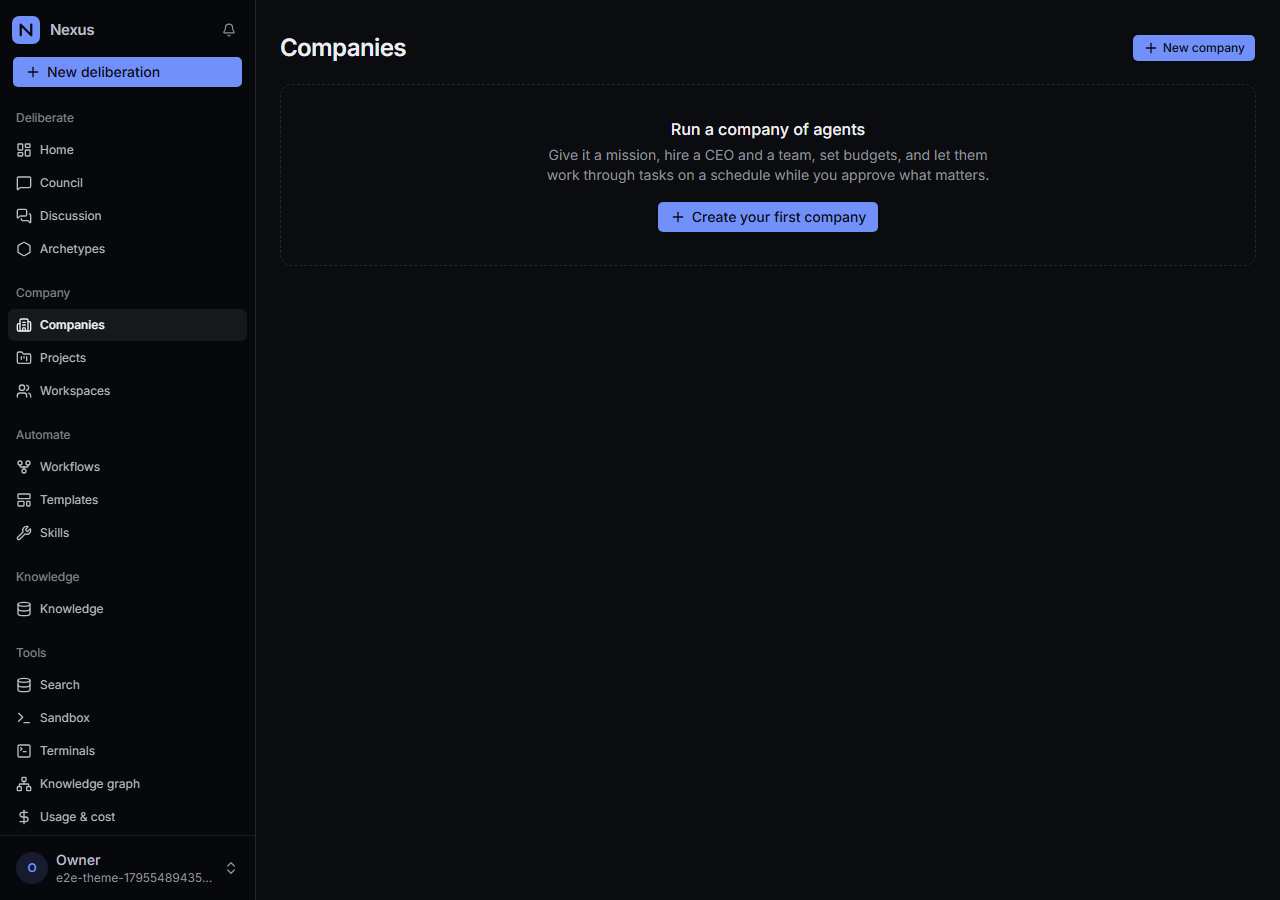 Nexus
New deliberation
Deliberate
Home
Council
Discussion
Archetypes
Company
Companies
Projects
Workspaces
Automate
Workflows
Templates
Skills
Knowledge
Knowledge
Tools
Search
Sandbox
Terminals
Knowledge graph
Usage & cost
O
Owner
e2e-theme-17955489435...
Companies
New company
Run a company of agents
Give it a mission, hire a CEO and a team, set budgets, and let them
work through tasks on a schedule while you approve what matters.
Create your first company